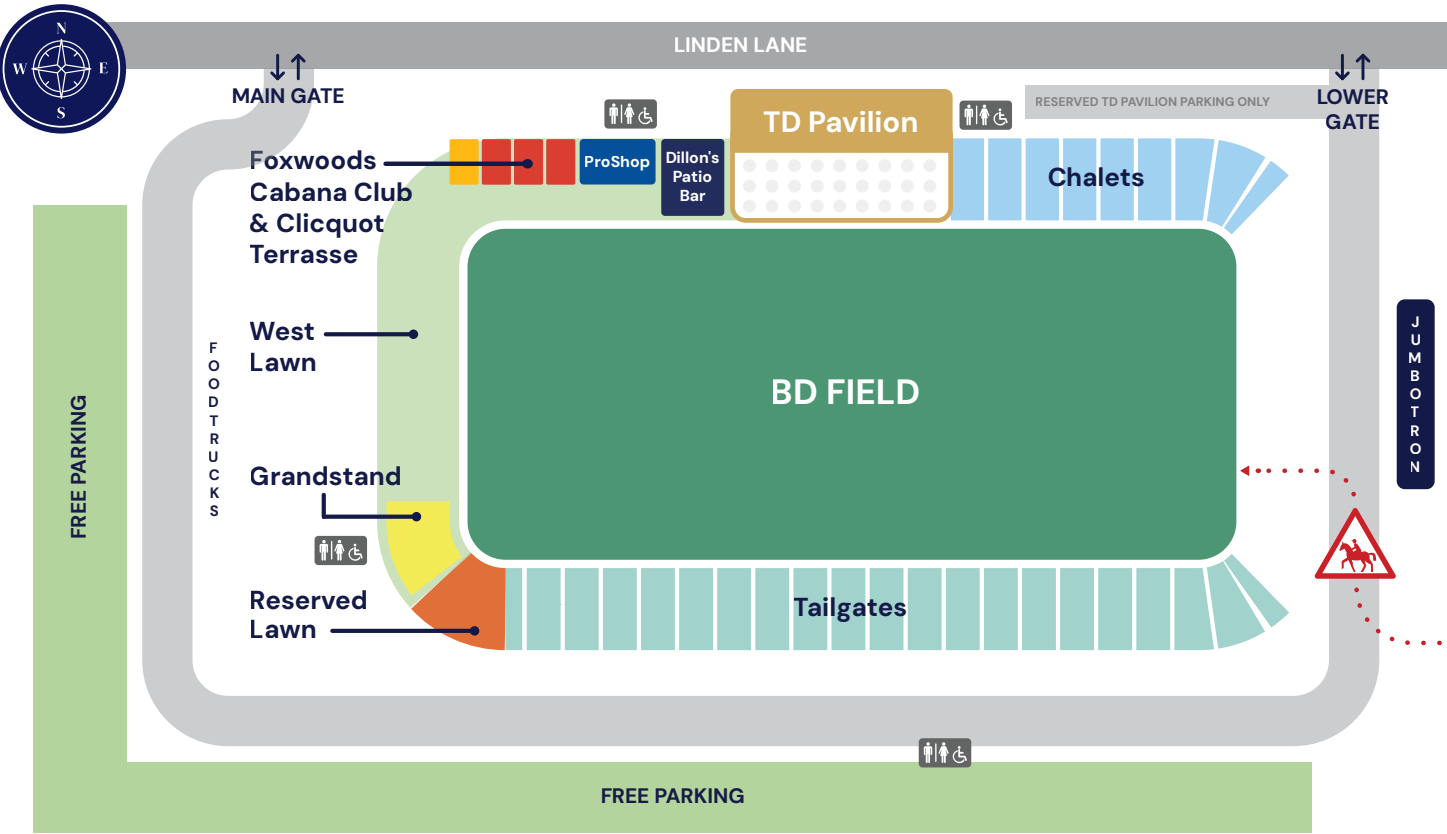 N
W E
S
LINDEN LANE
MAIN GATE
LOWER
GATE
RESERVED TD PAVILION PARKING ONLY
TD Pavilion
Foxwoods
Cabana Club
& Clicquot
Terrasse
ProShop
Dillon's
Patio
Bar
Chalets
West
Lawn
FOODTRUCKS
BD FIELD
JUMBOTRON
FREE PARKING
Grandstand
Reserved
Lawn
Tailgates
FREE PARKING